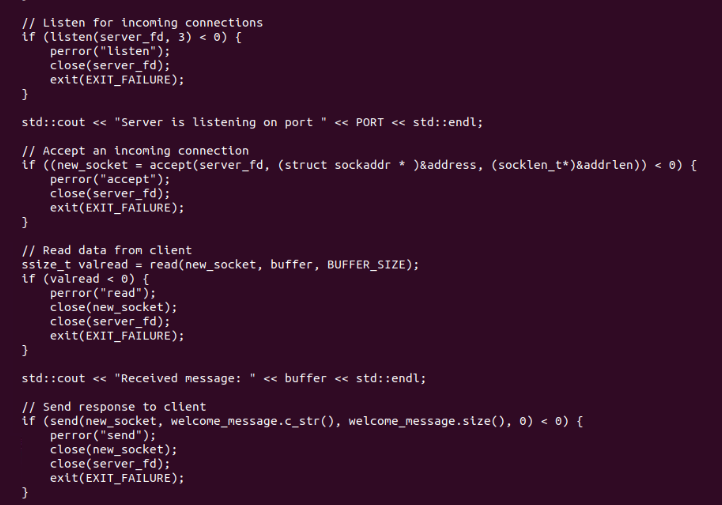 }
// Listen for incoming connections
if (listen(server_fd, 3) < 0) {
    perror("listen");
    close(server_fd);
    exit(EXIT_FAILURE);
}

std::cout << "Server is listening on port " << PORT << std::endl;

// Accept an incoming connection
if ((new_socket = accept(server_fd, (struct sockaddr * )&address, (socklen_t*)&addrlen)) < 0) {
    perror("accept");
    close(server_fd);
    exit(EXIT_FAILURE);
}

// Read data from client
ssize_t valread = read(new_socket, buffer, BUFFER_SIZE);
if (valread < 0) {
    perror("read");
    close(new_socket);
    close(server_fd);
    exit(EXIT_FAILURE);
}

std::cout << "Received message: " << buffer << std::endl;

// Send response to client
if (send(new_socket, welcome_message.c_str(), welcome_message.size(), 0) < 0) {
    perror("send");
    close(new_socket);
    close(server_fd);
    exit(EXIT_FAILURE);
}